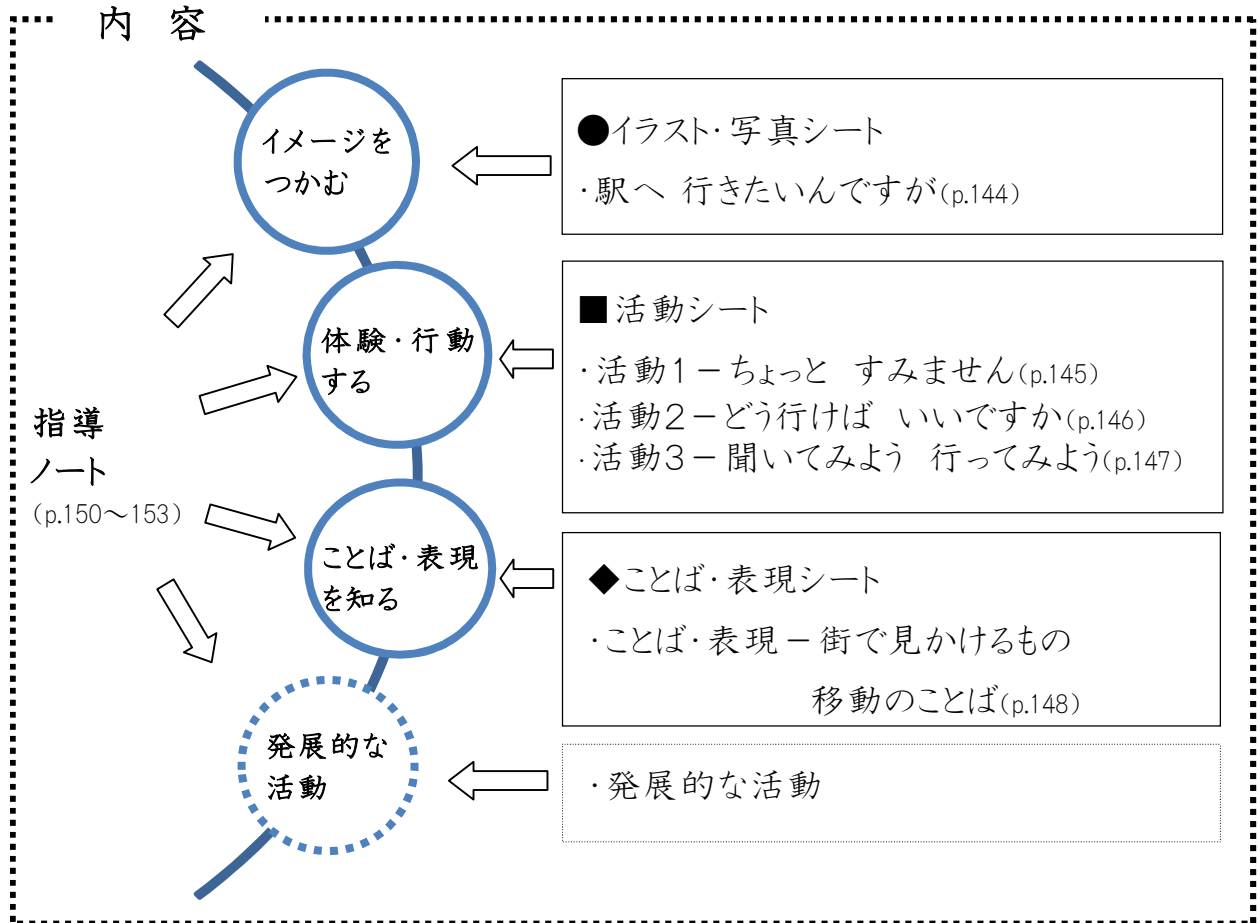 内 容
イメージを
つかむ
●イラスト・写真シート
・駅へ 行きたいんですが(p.144)
体験・行動
する
■活動シート
・活動1－ちょっと すみません(p.145)
・活動2－どう行けば いいですか(p.146)
・活動3－聞いてみよう 行ってみよう(p.147)
指導
ノート
(p.150～153)
ことば・表現
を知る
◆ことば・表現シート
・ことば・表現－街で見かけるもの
移動のことば(p.148)
発展的な
活動
・発展的な活動